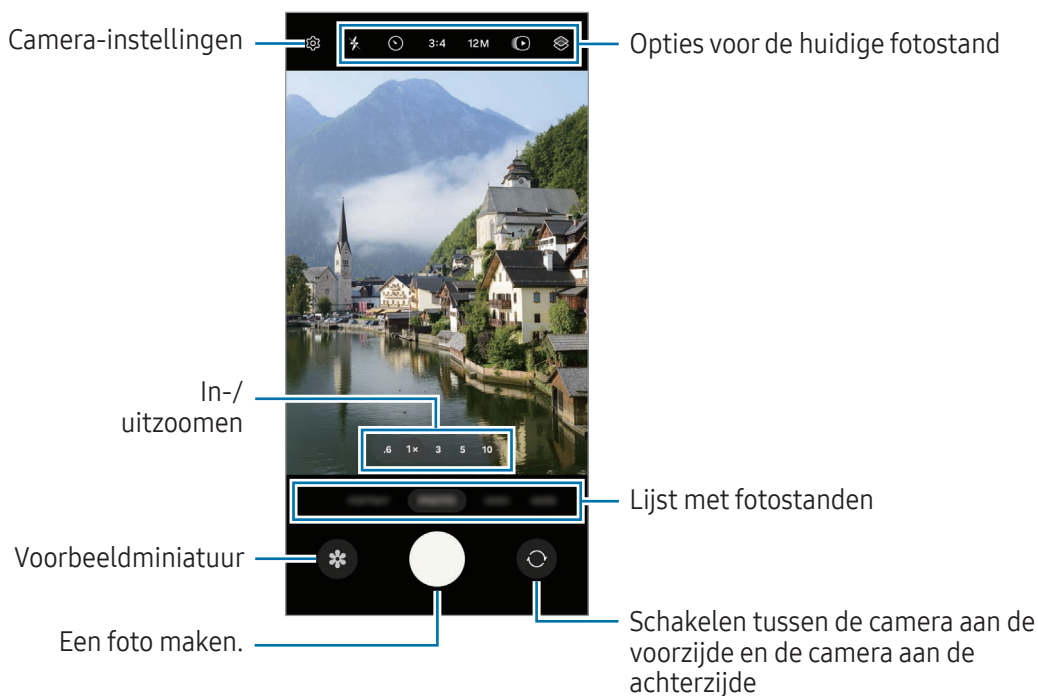 Camera-instellingen
3:4 12M
Opties voor de huidige fotostand
In-/
uitzoomen
.6 1× 3 5 10
Lijst met fotostanden
Voorbeeldminiatuur
Een foto maken.
Schakelen tussen de camera aan de
voorzijde en de camera aan de
achterzijde